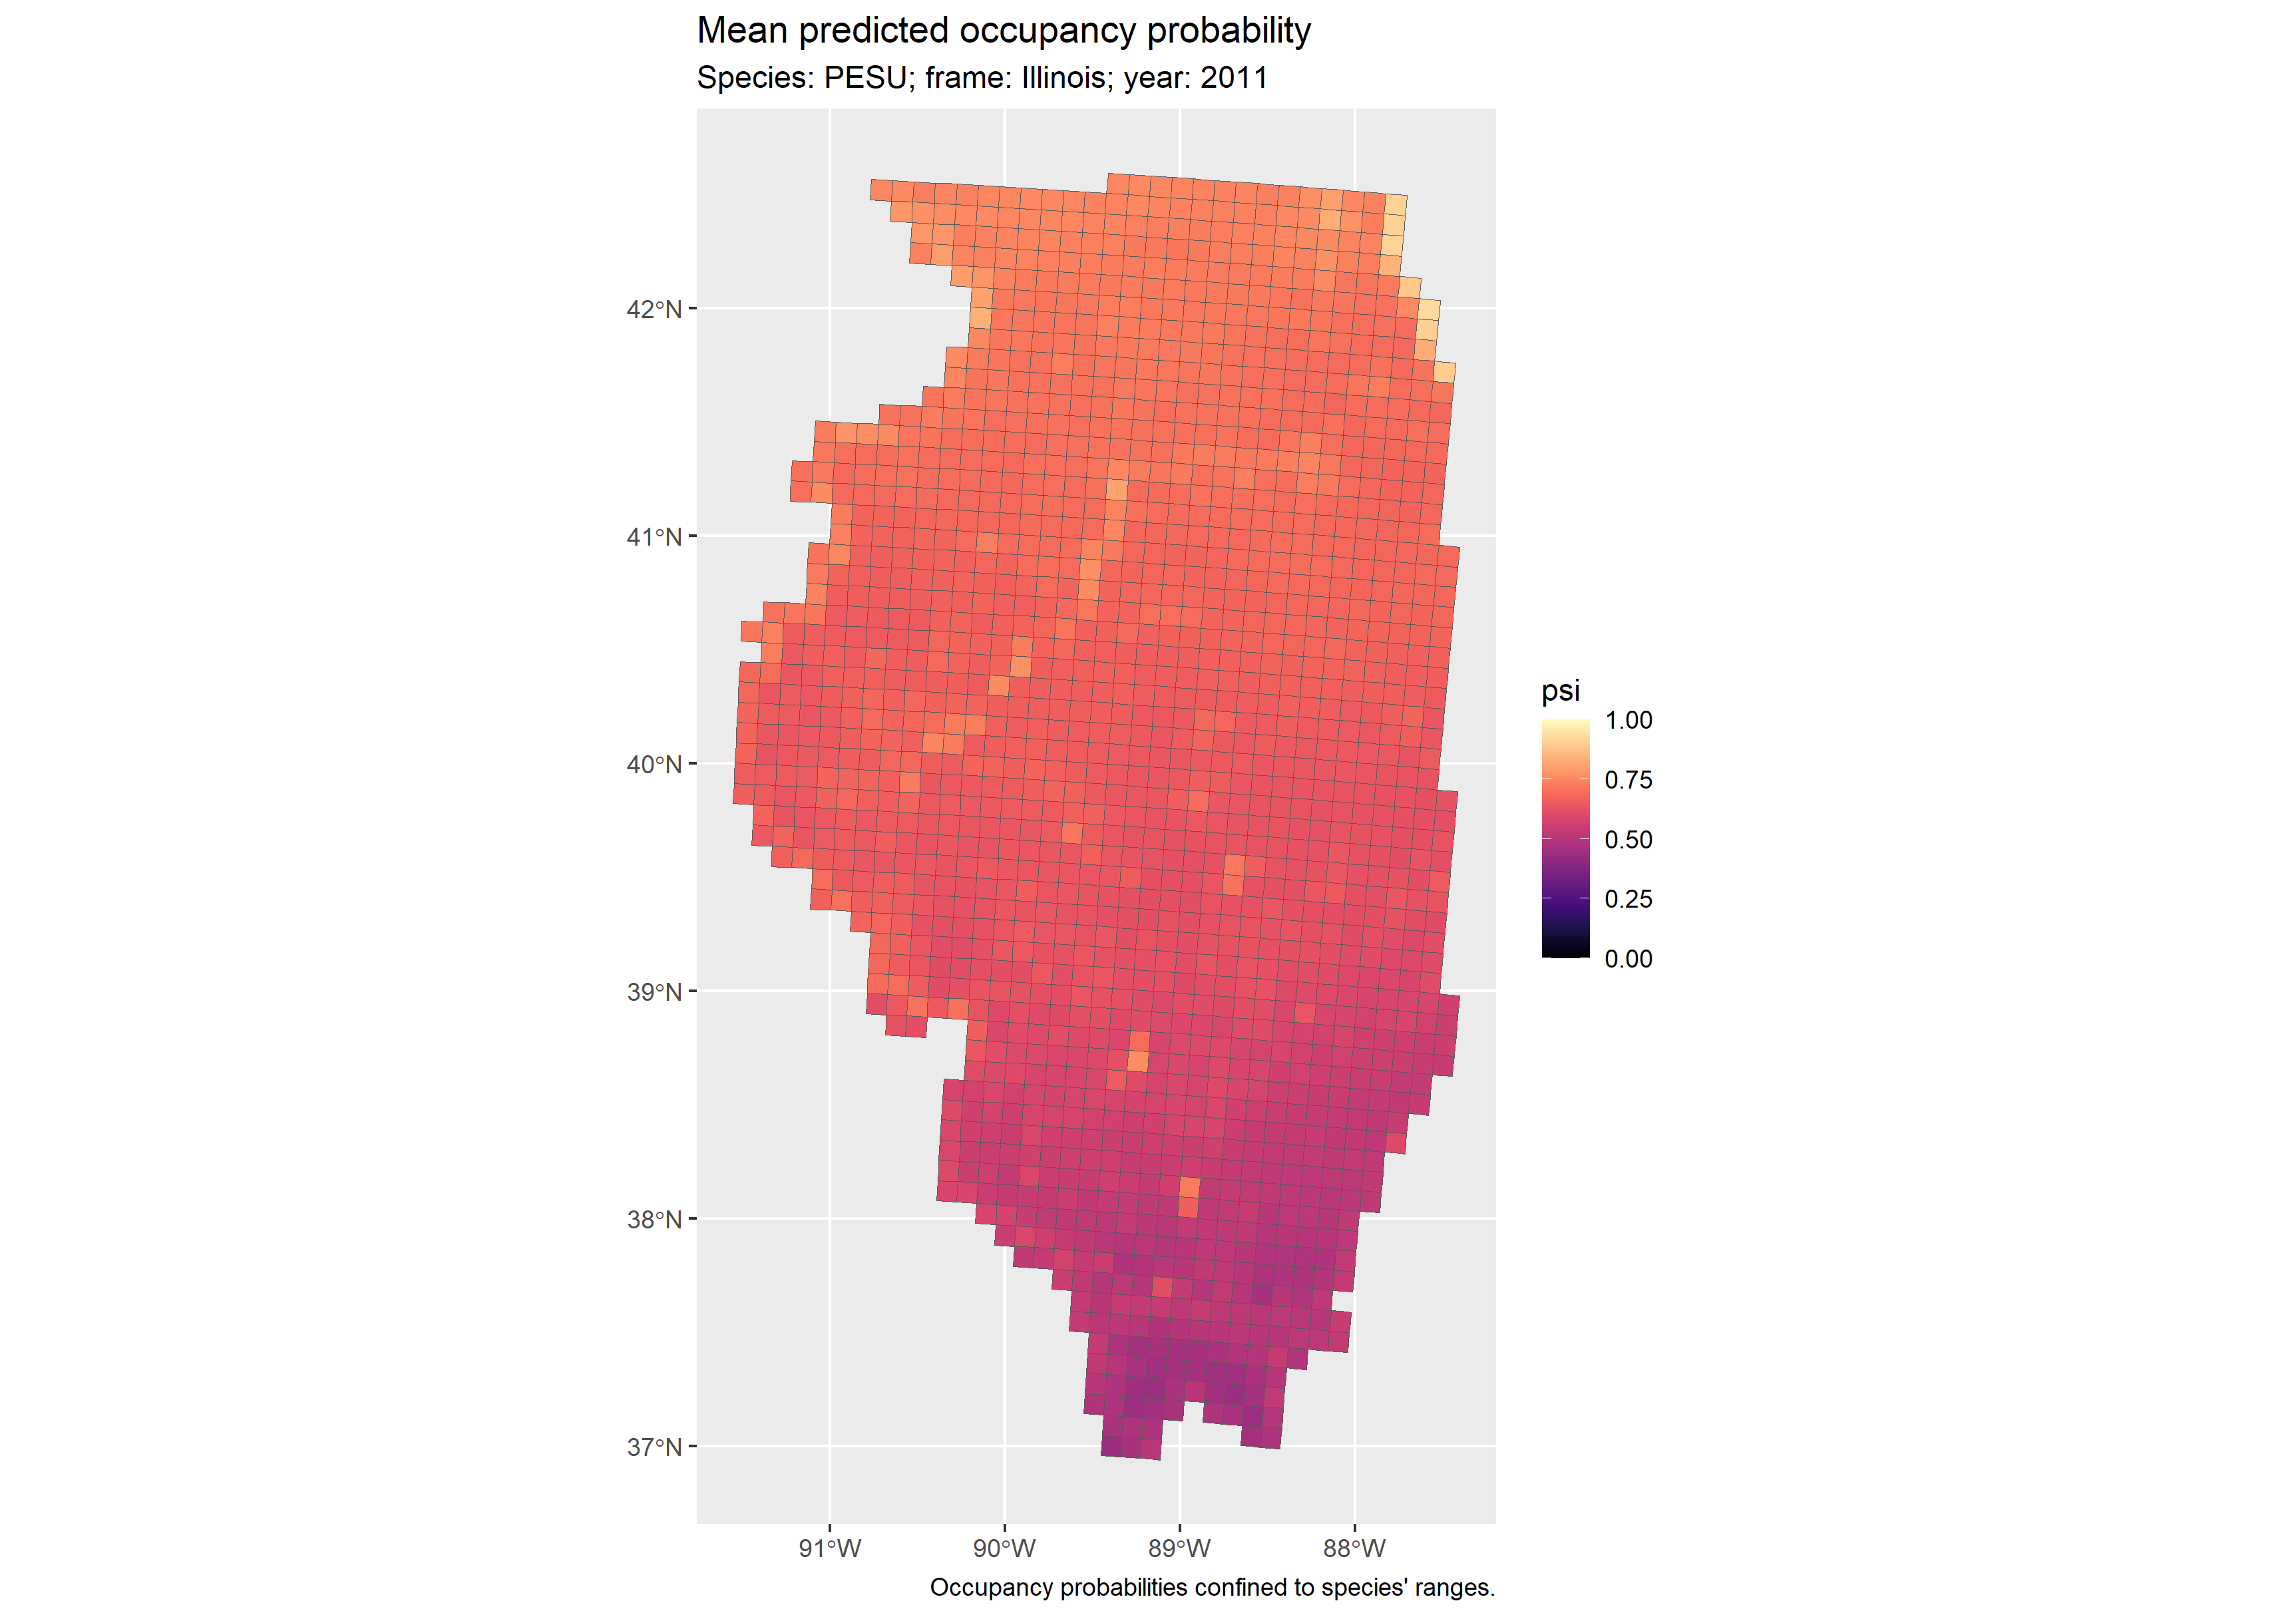 Mean predicted occupancy probability
Species: PESU; frame: Illinois; year: 2011
42°N
41°N
40°N
39°N
38°N
37°N
91°W
90°W
89°W
88°W
psi
1.00
0.75
0.50
0.25
0.00
Occupancy probabilities confined to species' ranges.